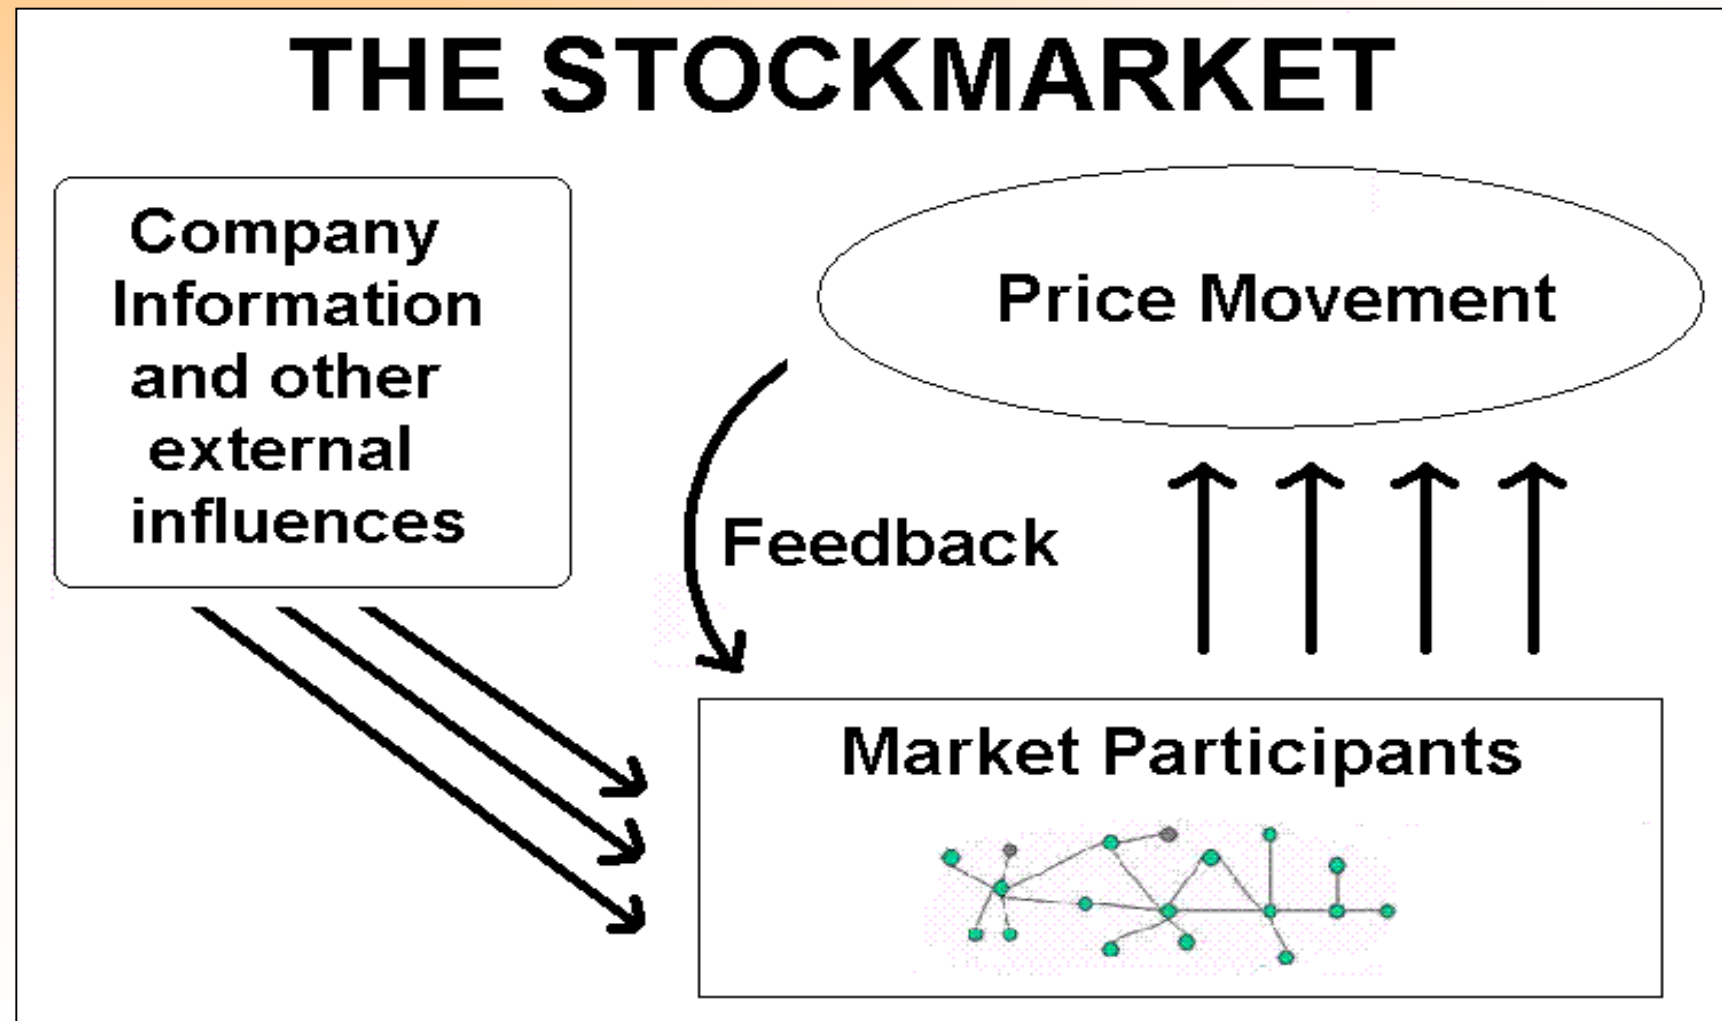 THE STOCKMARKET
Company
Information
and other
external
influences
Price Movement
Feedback
Market Participants